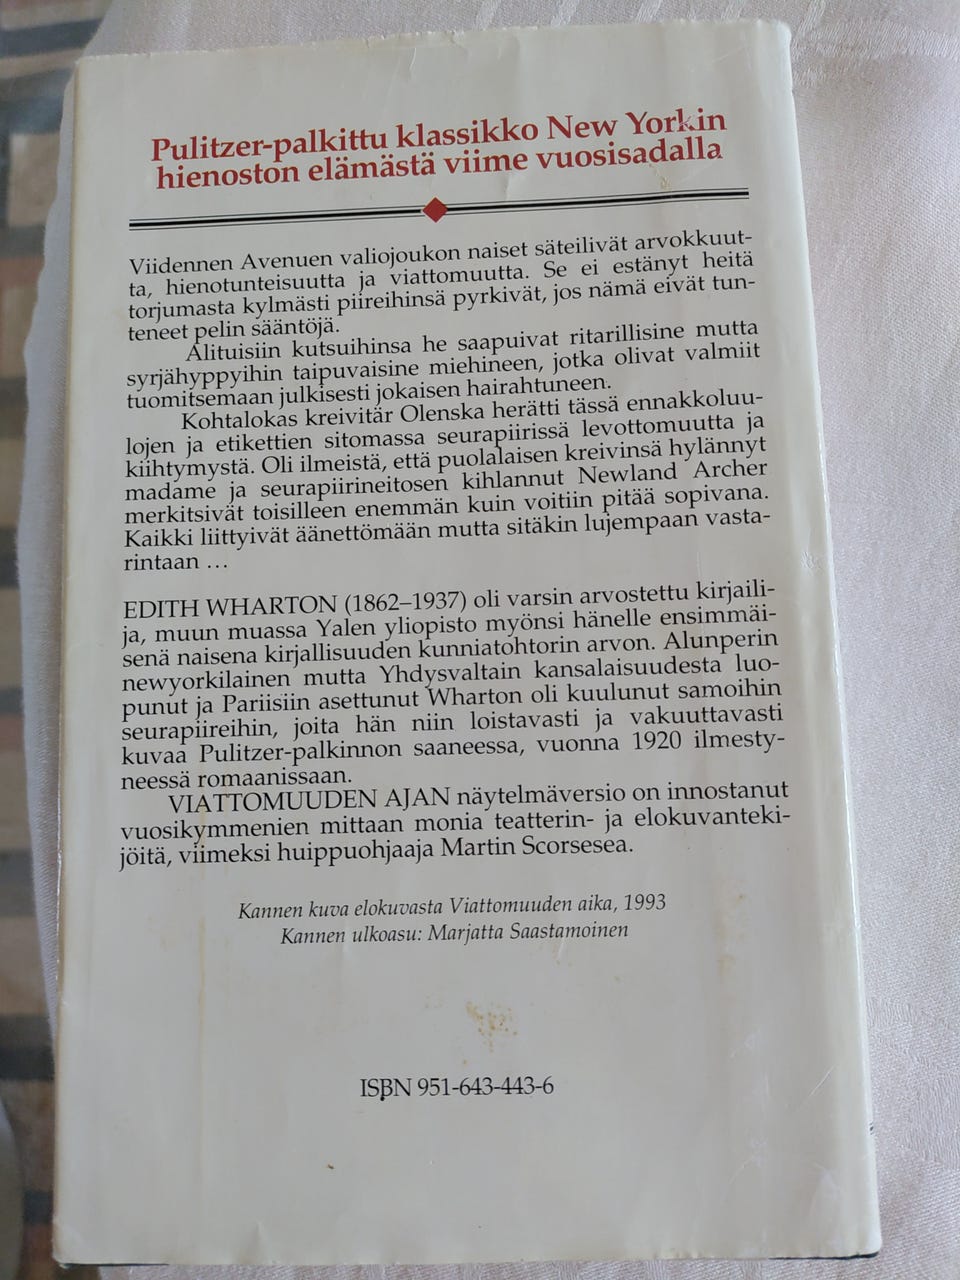 Pulitzer-palkittu klassikko New Yorkin
hienoston elämästä viime vuosisadalla
Viidennen Avenuen valiojoukon naiset säteilivät arvokkuut-
ta, hienotunteisuutta ja viattomuutta. Se ei estänyt heitä
torjumasta kylmästi piireihinsä pyrkivät, jos nämä eivät tun-
teneet pelin sääntöjä.
Alituisiin kutsuihinsa he saapuivat ritarillisine mutta
syrjähyppyihin taipuvaisine miehineen, jotka olivat valmiit
tuomitsemaan julkisesti jokaisen hairahtuneen.
Kohtalokas kreivitär Olenska herätti tässä ennakkoluu-
lojen ja etikettien sitomassa seurapiirissä levottomuutta ja
kiihtymystä. Oli ilmeistä, että puolalaisen kreivinsä hylännyt
madame ja seurapiirineitosen kihlannut Newland Archer
merkitsivät toisilleen enemmän kuin voitiin pitää sopivana.
Kaikki liittyivät äänettömään mutta sitäkin lujempaan vasta-
rintaan ...
EDITH WHARTON (1862–1937) oli varsin arvostettu kirjaili-
ja, muun muassa Yalen yliopisto myönsi hänelle ensimmäi-
senä naisena kirjallisuuden kunniatohtorin arvon. Alunperin
newyorkilainen mutta Yhdysvaltain kansalaisuudesta luo-
punut ja Pariisiin asettunut Wharton oli kuulunut samoihin
seurapiireihin, joita hän niin loistavasti ja vakuuttavasti
kuvaa Pulitzer-palkinnon saaneessa, vuonna 1920 ilmesty-
neessä romaanissaan.
VIATTOMUUDEN AJAN näytelmäversio on innostanut
vuosikymmenien mittaan monia teatterin- ja elokuvanteki-
jöitä, viimeksi huippuohjaaja Martin Scorsesea.
Kannen kuva elokuvasta Viattomuuden aika, 1993
Kannen ulkoasu: Marjatta Saastamoinen
ISBN 951-643-443-6